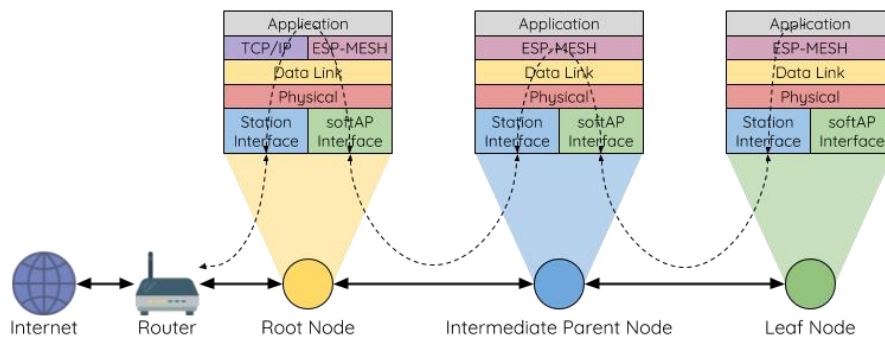 Application
TCP/IP ESP-MESH
Data Link
Physical
Station Interface
softAP Interface
Application
ESP-MESH
Data Link
Physical
Station Interface
softAP Interface
Application
ESP-MESH
Data Link
Physical
Station Interface
softAP Interface
Internet
Router
Root Node
Intermediate Parent Node
Leaf Node